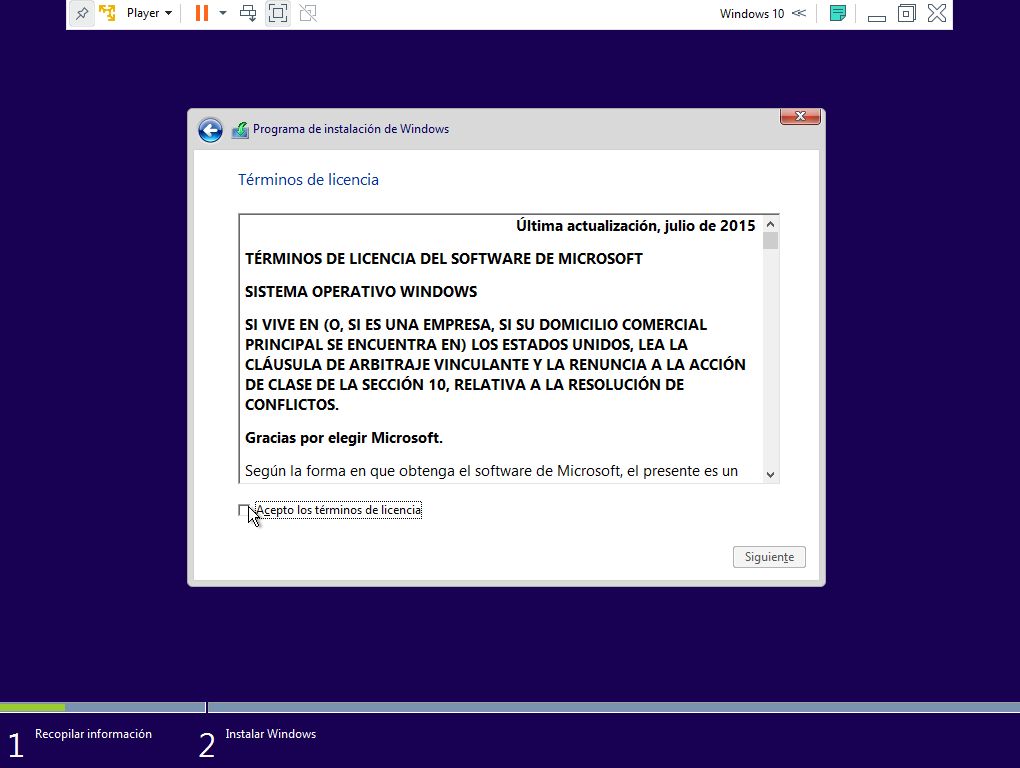 Player
Windows 10
Programa de instalación de Windows
Términos de licencia
Última actualización, julio de 2015
TÉRMINOS DE LICENCIA DEL SOFTWARE DE MICROSOFT
SISTEMA OPERATIVO WINDOWS
SI VIVE EN (O, SI ES UNA EMPRESA, SI SU DOMICILIO COMERCIAL
PRINCIPAL SE ENCUENTRA EN) LOS ESTADOS UNIDOS, LEA LA
CLÁUSULA DE ARBITRAJE VINCULANTE Y LA RENUNCIA A LA ACCIÓN
DE CLASE DE LA SECCIÓN 10, RELATIVA A LA RESOLUCIÓN DE
CONFLICTOS.
Gracias por elegir Microsoft.
Según la forma en que obtenga el software de Microsoft, el presente es un
Acepto los términos de licencia
Siguiente
1 Recopilar información
2 Instalar Windows